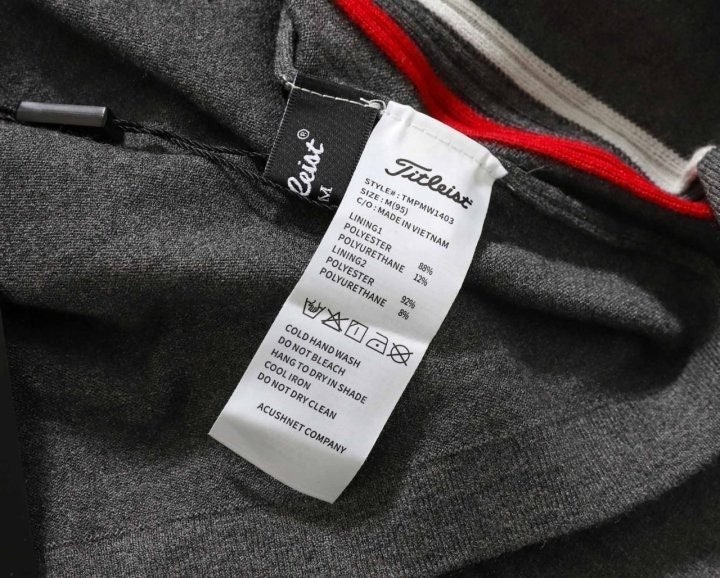 leist®
M
Titleist
STYLE# : TMPMW1403
SIZE : M(95)
C/O : MADE IN VIETNAM
LINING1
POLYESTER 88%
POLYURETHANE 12%
LINING2
POLYESTER 92%
POLYURETHANE 8%
COLD HAND WASH
DO NOT BLEACH
HANG TO DRY IN SHADE
COOL IRON
DO NOT DRY CLEAN
ACUSHNET COMPANY